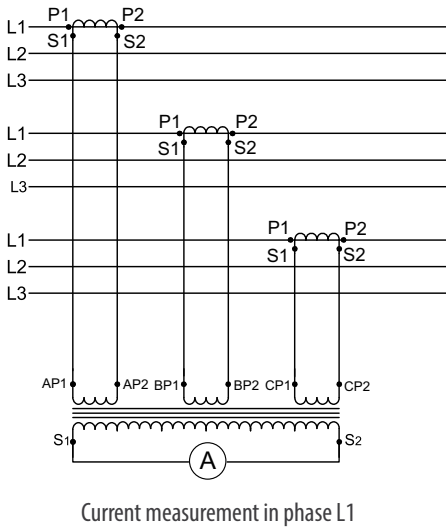 L1 P1 P2
S1 S2
L2
L3
L1 P1 P2
S1 S2
L2
L3
L1 P1 P2
S1 S2
L2
L3
AP1 AP2 BP1 BP2 CP1 CP2
S1 S2
A
Current measurement in phase L1